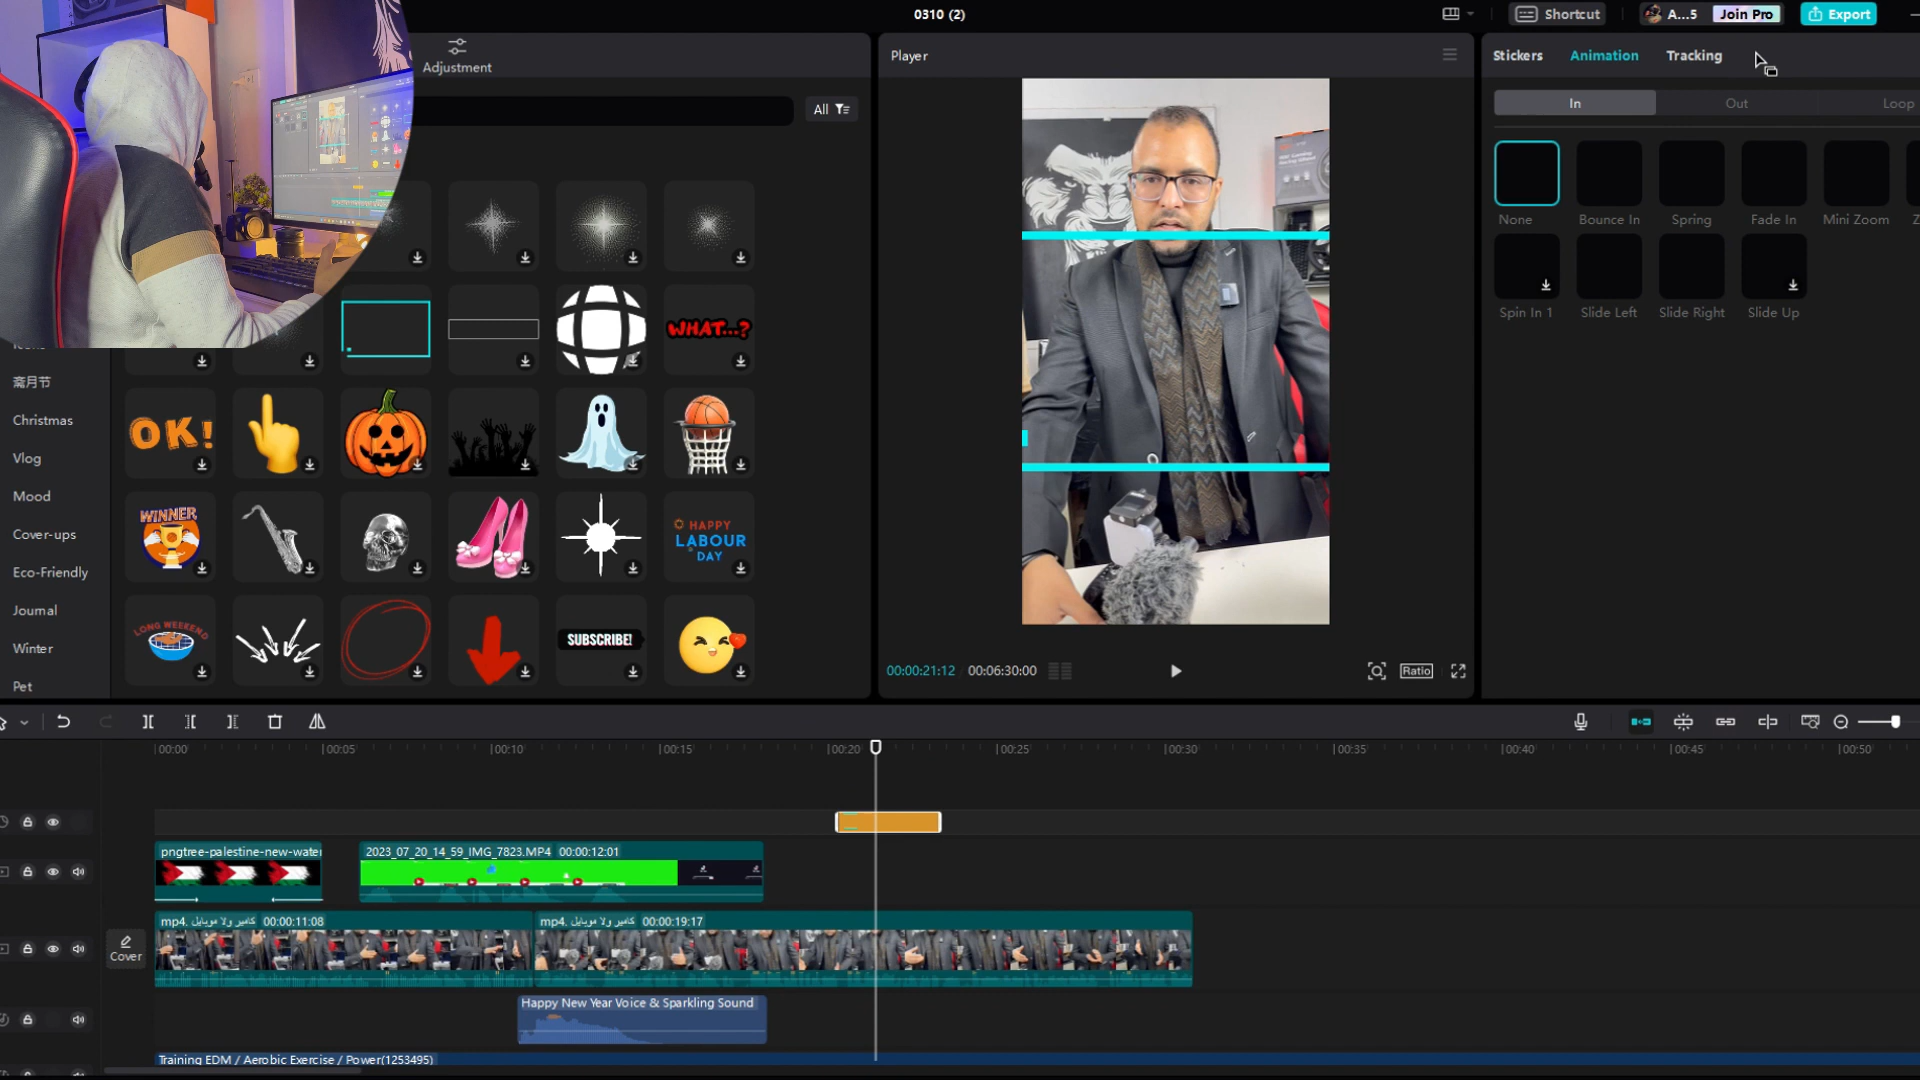 0310 (2)
Shortcut
A...5
Join Pro
Export
Adjustment
Player
Stickers
Animation
Tracking
All
In
Out
Loop
None
Bounce In
Spring
Fade In
Mini Zoom
Z
Spin In 1
Slide Left
Slide Right
Slide Up
斋月节
Christmas
Vlog
Mood
Cover-ups
Eco-Friendly
Journal
Winter
Pet
WHAT...?
OK!
WINNER
HAPPY
LABOUR
DAY
LONG WEEKEND
SUBSCRIBE!
00:00:21:12
00:06:30:00
Ratio
00:00
00:05
00:10
00:15
00:20
00:25
00:30
00:35
00:40
00:45
00:50
pngtree-palestine-new-water
2023_07_20_14_59_IMG_7823.MP4 00:00:12:01
كامير ولا موبايل .mp4 00:00:11:08
كامير ولا موبايل .mp4 00:00:19:17
Cover
Happy New Year Voice & Sparkling Sound
Training EDM / Aerobic Exercise / Power(1253495)